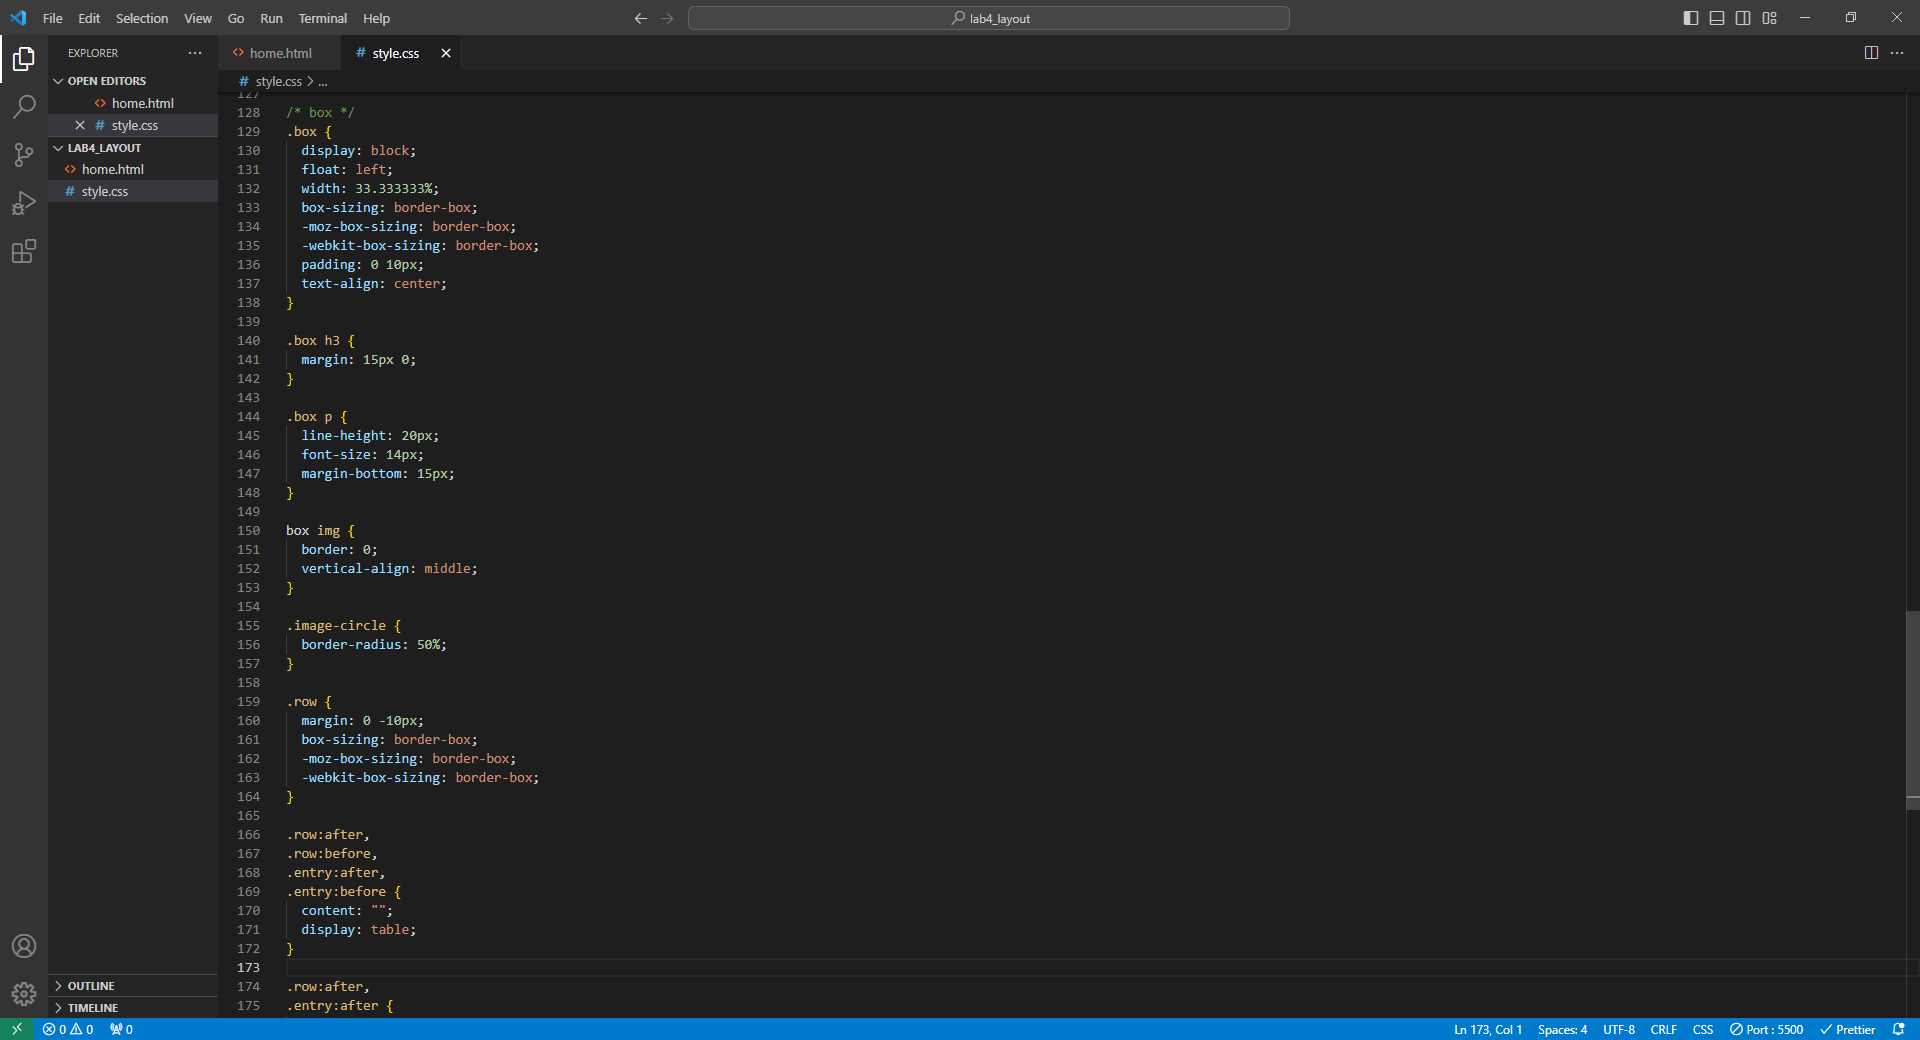 File Edit Selection View Go Run Terminal Help
lab4_layout
EXPLORER
OPEN EDITORS
home.html
style.css
LAB4_LAYOUT
home.html
style.css
OUTLINE
TIMELINE
home.html
# style.css
# style.css > ...
127
128 /* box */
129 .box {
130 display: block;
131 float: left;
132 width: 33.333333%;
133 box-sizing: border-box;
134 -moz-box-sizing: border-box;
135 -webkit-box-sizing: border-box;
136 padding: 0 10px;
137 text-align: center;
138 }
139
140 .box h3 {
141 margin: 15px 0;
142 }
143
144 .box p {
145 line-height: 20px;
146 font-size: 14px;
147 margin-bottom: 15px;
148 }
149
150 box img {
151 border: 0;
152 vertical-align: middle;
153 }
154
155 .image-circle {
156 border-radius: 50%;
157 }
158
159 .row {
160 margin: 0 -10px;
161 box-sizing: border-box;
162 -moz-box-sizing: border-box;
163 -webkit-box-sizing: border-box;
164 }
165
166 .row:after,
167 .row:before,
168 .entry:after,
169 .entry:before {
170 content: "";
171 display: table;
172 }
173
174 .row:after,
175 .entry:after {
0 0 0
Ln 173, Col 1 Spaces: 4 UTF-8 CRLF CSS Port : 5500 Prettier